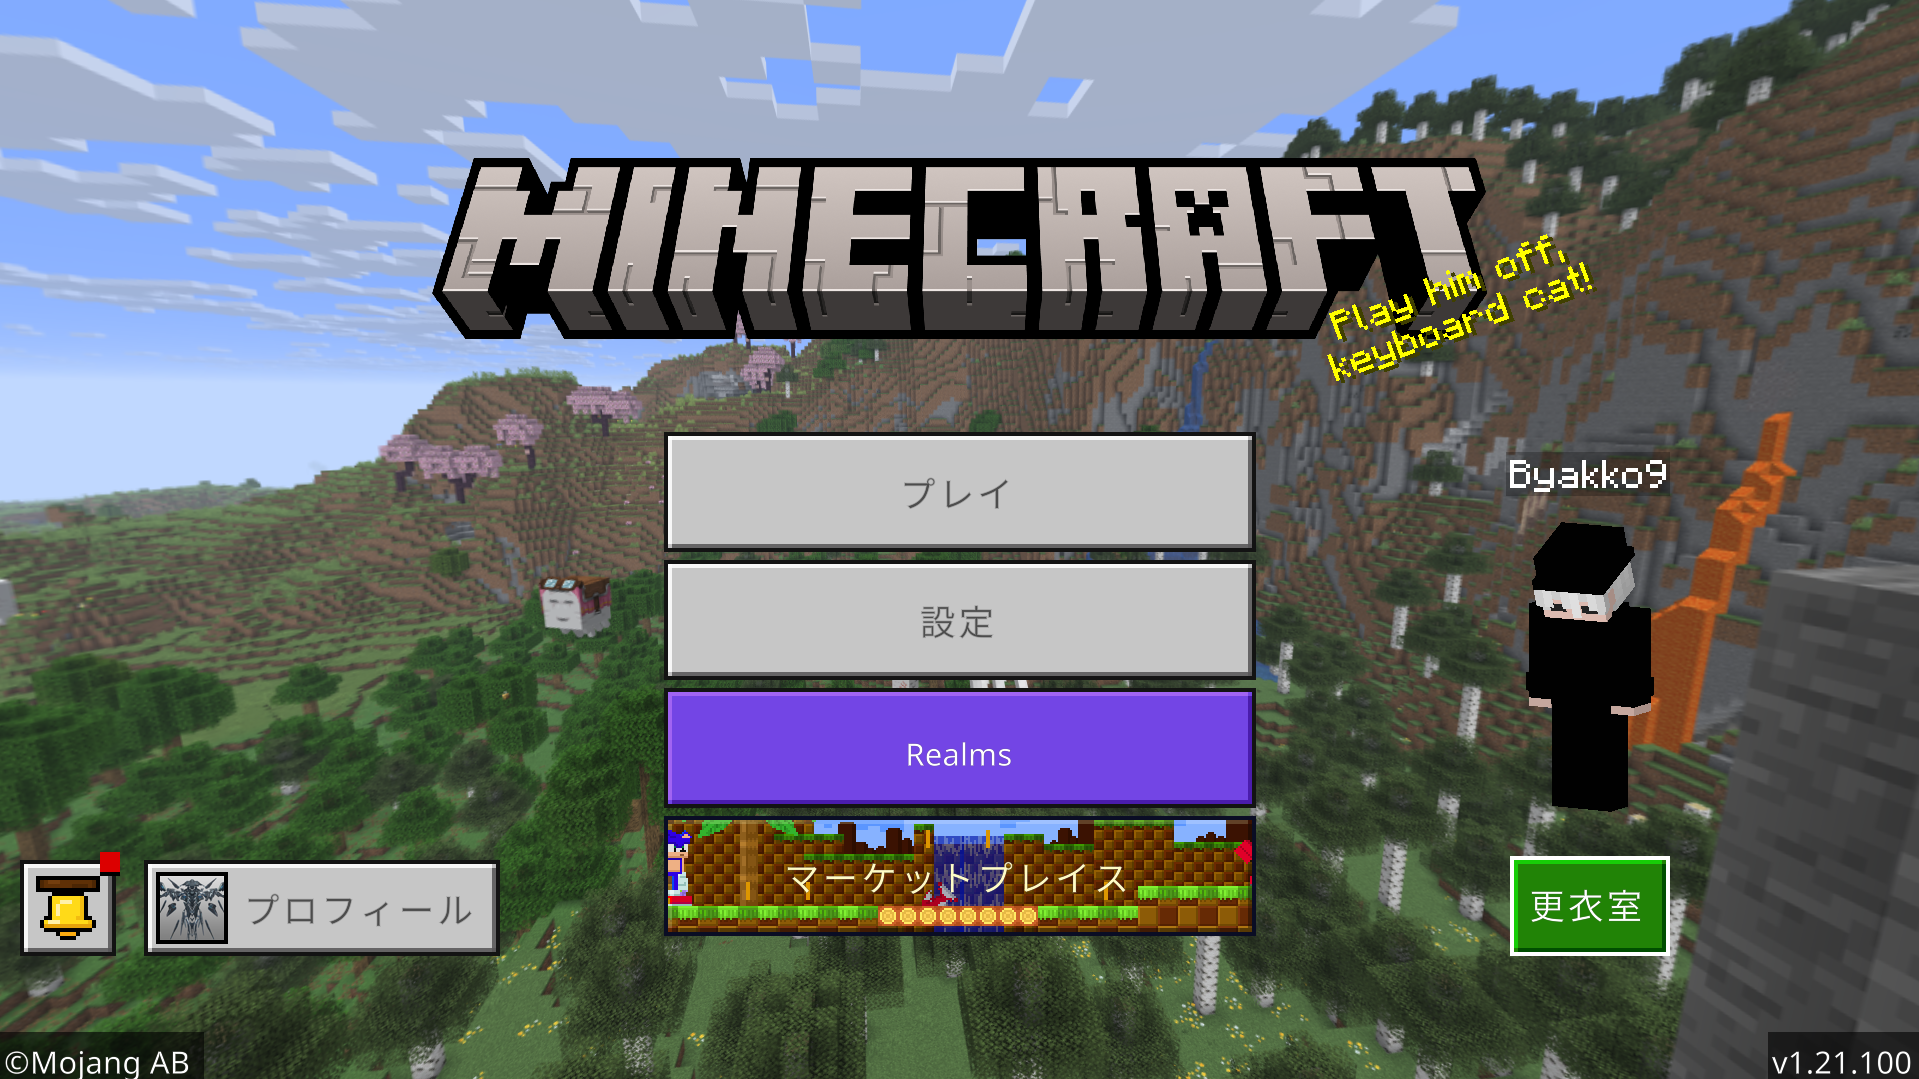 MINECRAFT
Play him off,
keyboard cat!
プレイ
Byakko9
設定
Realms
マーケットプレイス
プロフィール
更衣室
©Mojang AB
v1.21.100